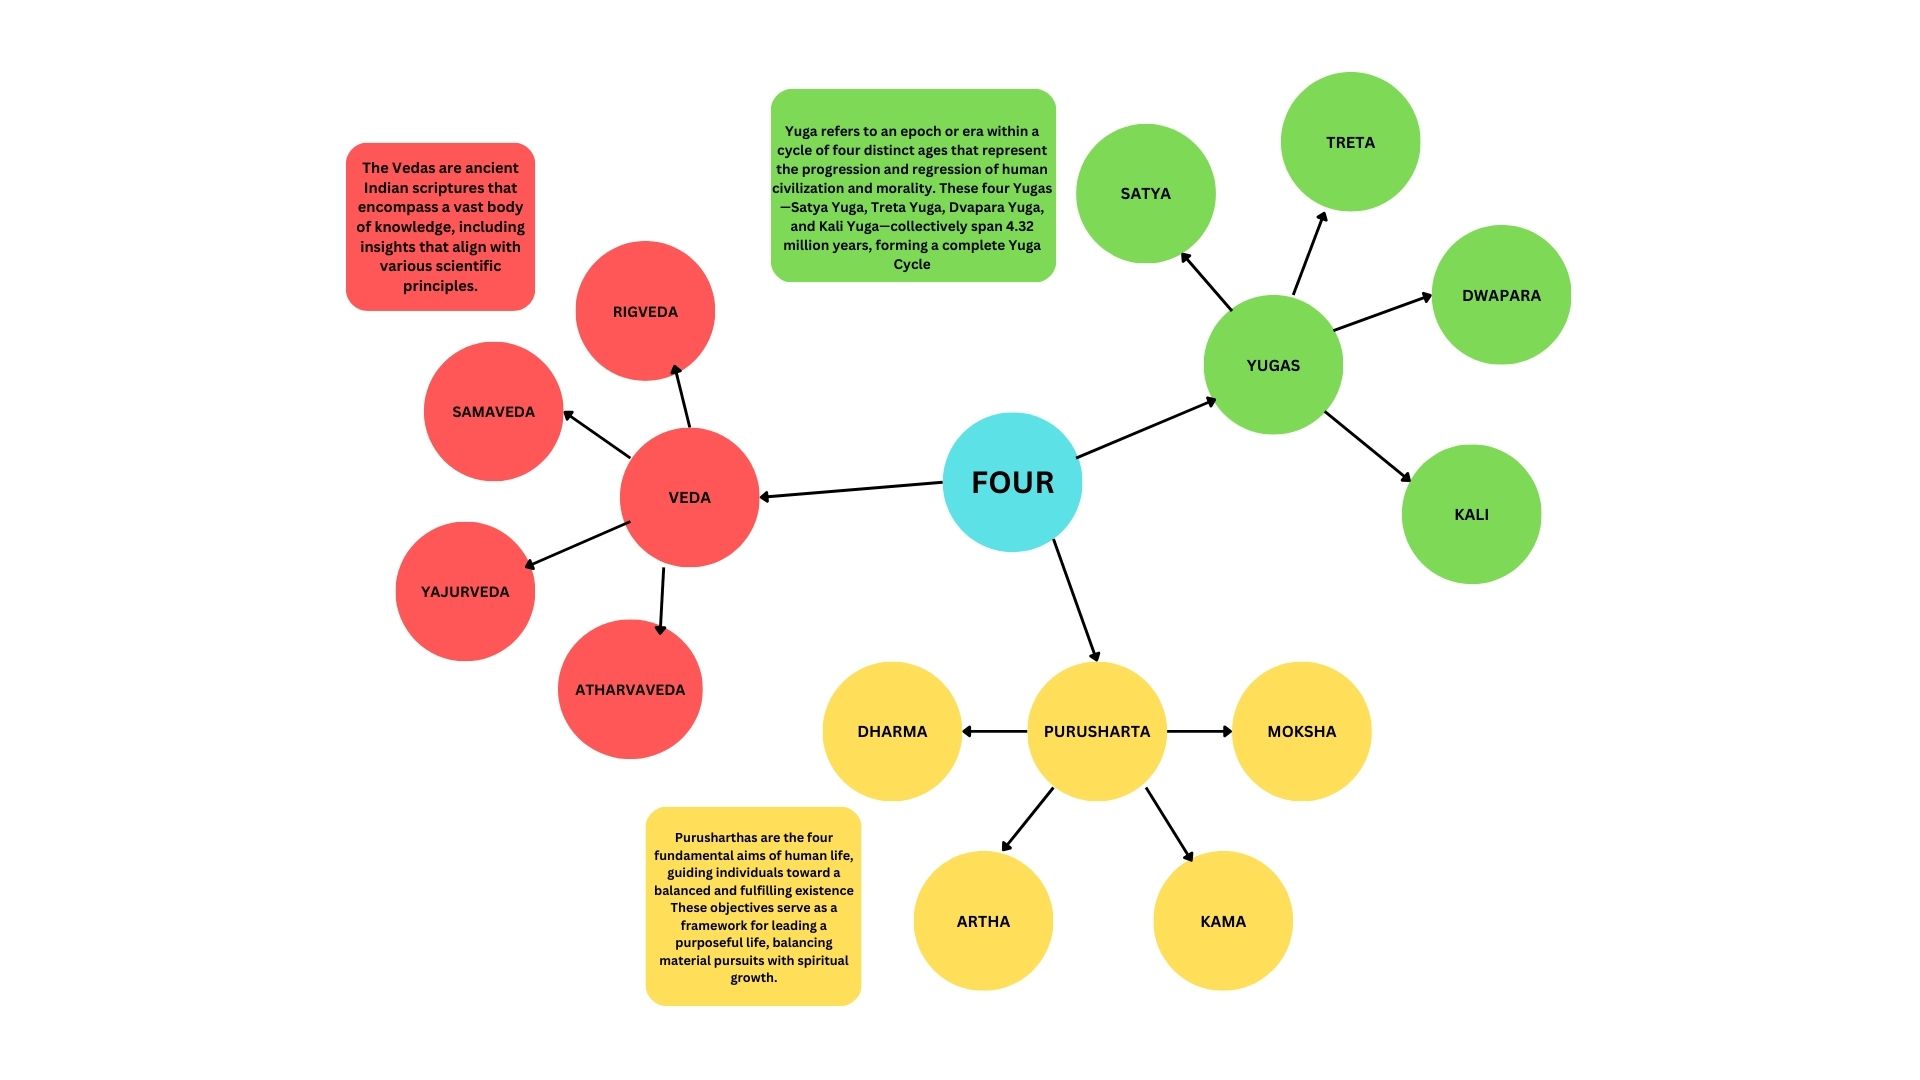 The Vedas are ancient
Indian scriptures that
encompass a vast body
of knowledge, including
insights that align with
various scientific
principles.
RIGVEDA
SAMAVEDA
VEDA
YAJURVEDA
ATHARVAVEDA
Yuga refers to an epoch or era within a
cycle of four distinct ages that represent
the progression and regression of human
civilization and morality. These four Yugas
—Satya Yuga, Treta Yuga, Dvapara Yuga,
and Kali Yuga—collectively span 4.32
million years, forming a complete Yuga
Cycle
SATYA
TRETA
DWAPARA
YUGAS
KALI
FOUR
DHARMA
PURUSHARTA
MOKSHA
ARTHA
KAMA
Purusharthas are the four
fundamental aims of human life,
guiding individuals toward a
balanced and fulfilling existence
These objectives serve as a
framework for leading a
purposeful life, balancing
material pursuits with spiritual
growth.